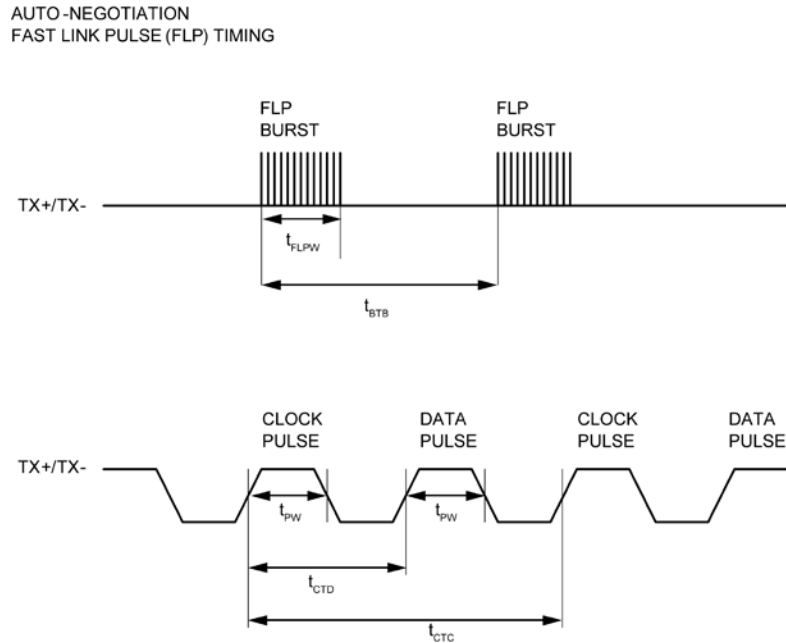 AUTO-NEGOTIATION
FAST LINK PULSE (FLP) TIMING
FLP
BURST
FLP
BURST
TX+/TX-
tFLPW
tBTB
CLOCK
PULSE
DATA
PULSE
CLOCK
PULSE
DATA
PULSE
TX+/TX-
tPW
tPW
tCTD
tCTC